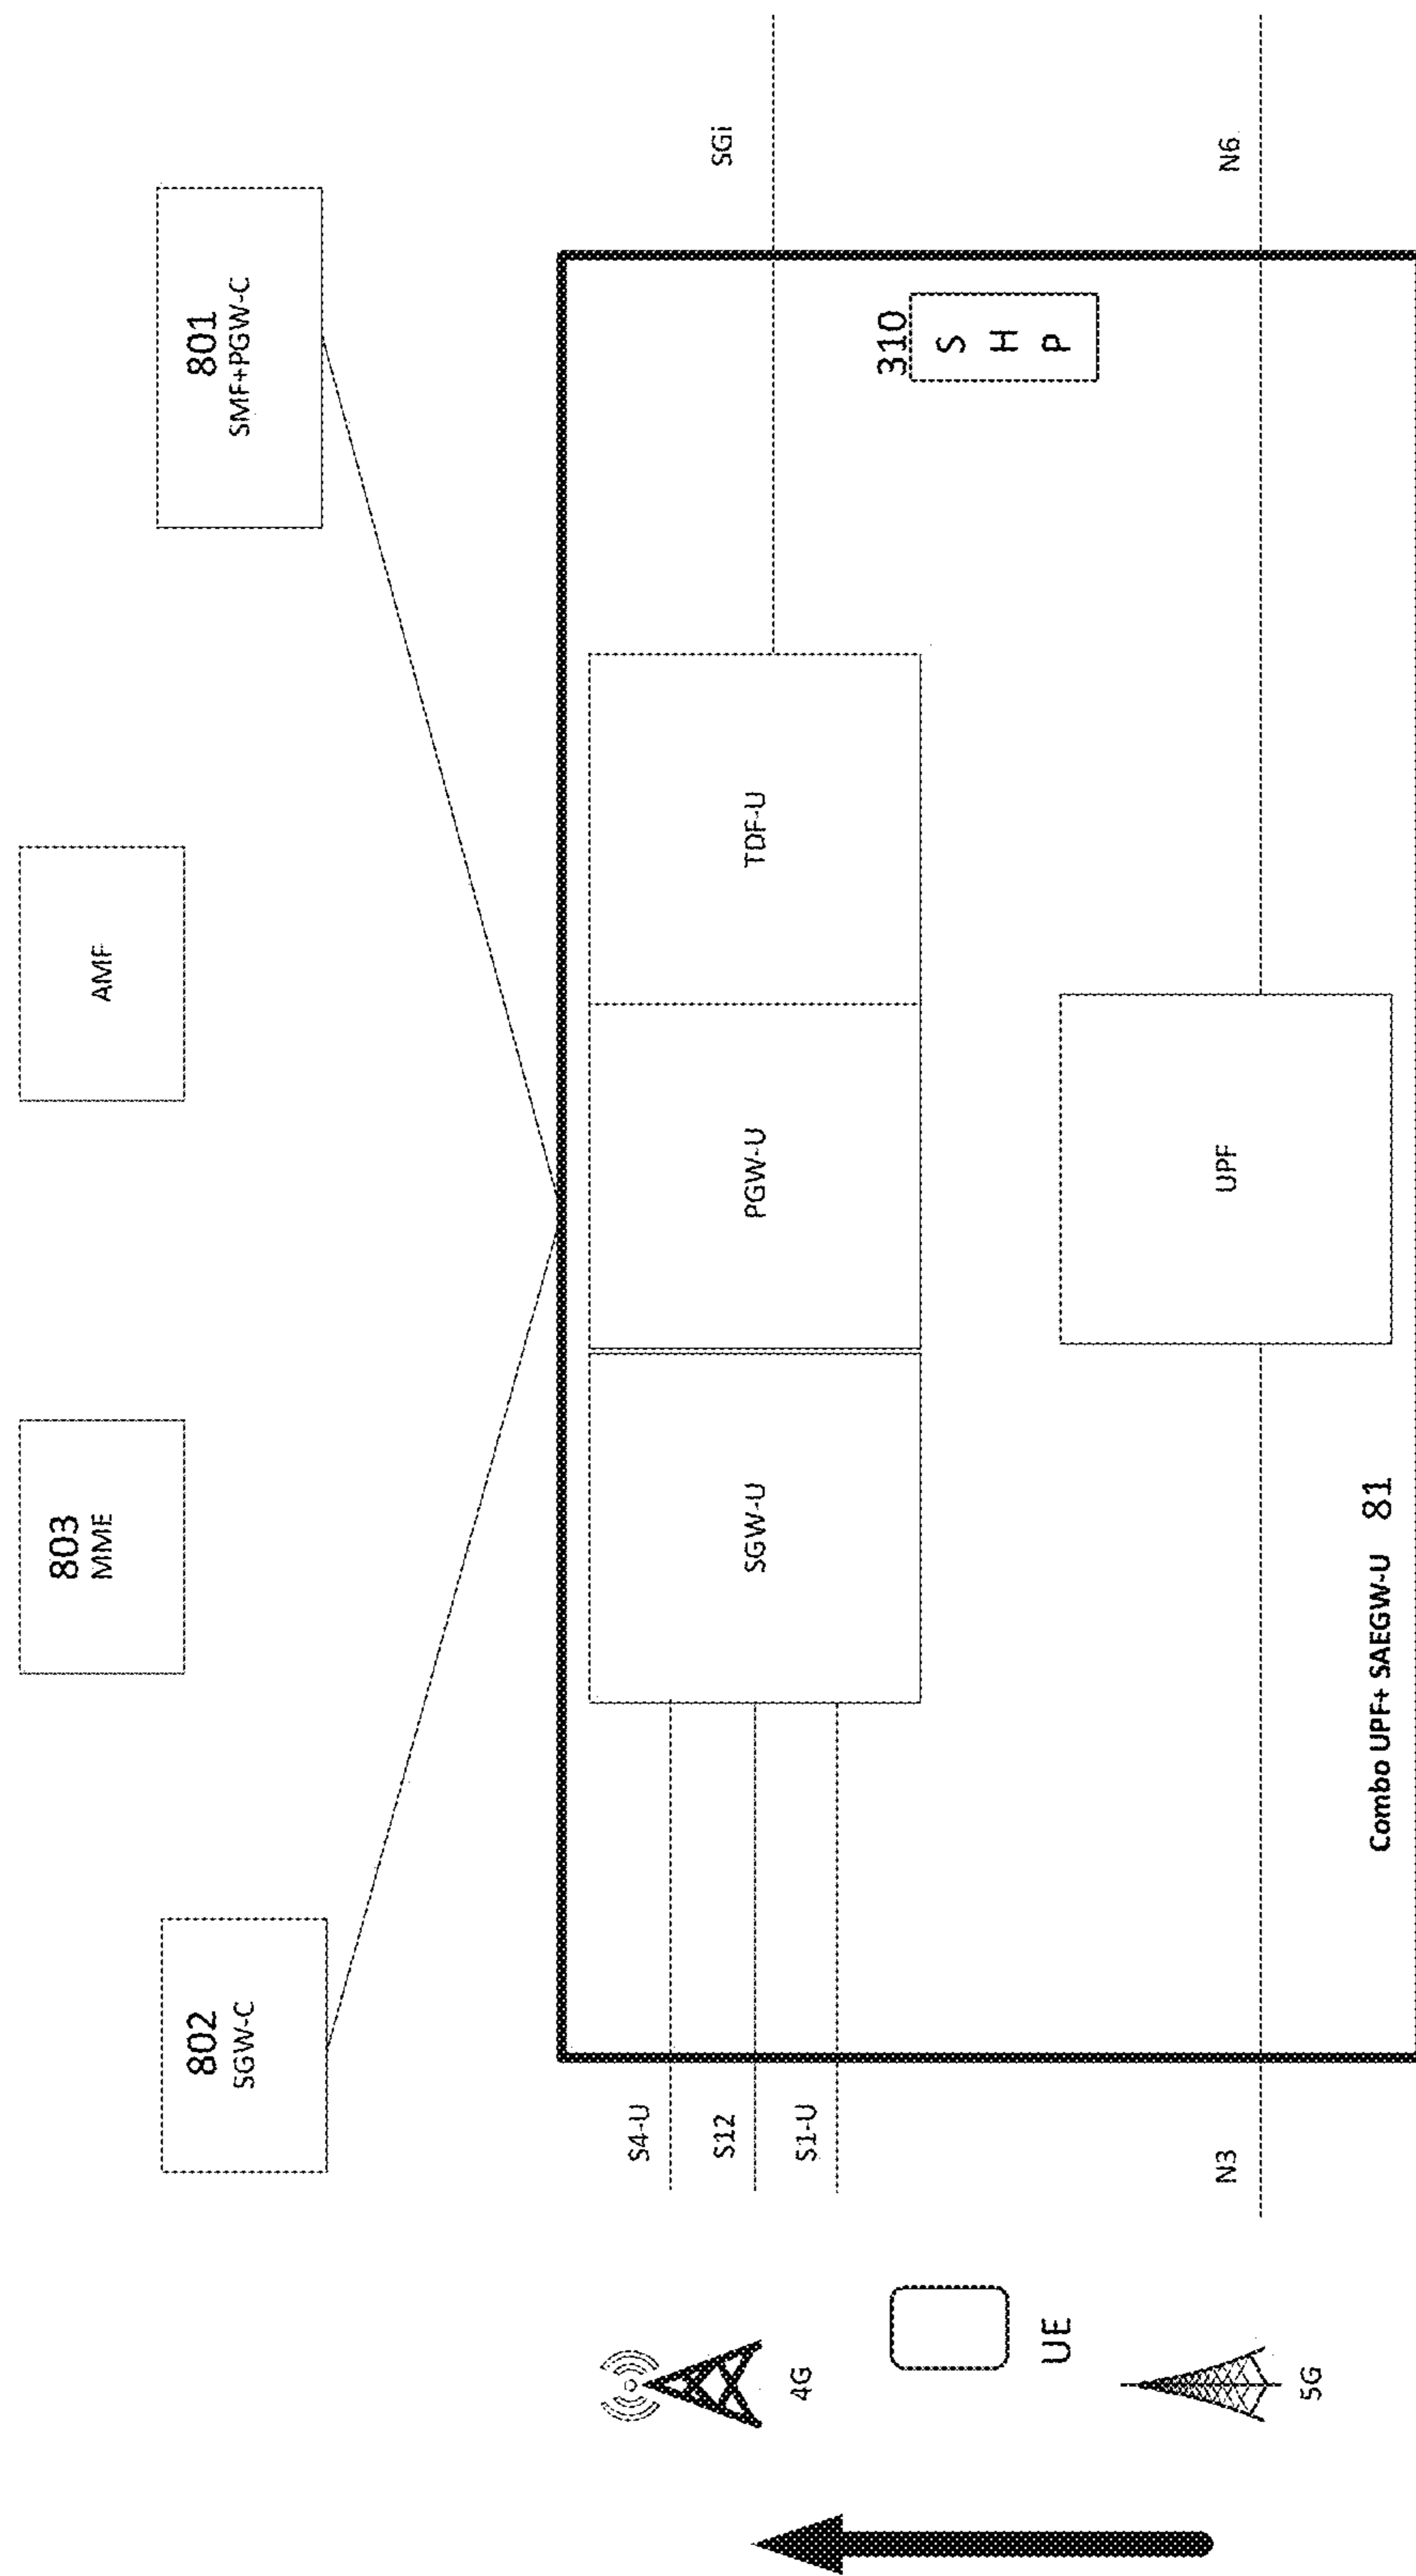 803
MME
AMF
802
SGW-C
801
SMF+PGW-C
S4-U
S12
S1-U
SGW-U
PGW-U
TDF-U
SGi
4G
UE
310
S
H
P
N3
UPF
N6
5G
Combo UPF+ SAEGW-U 81